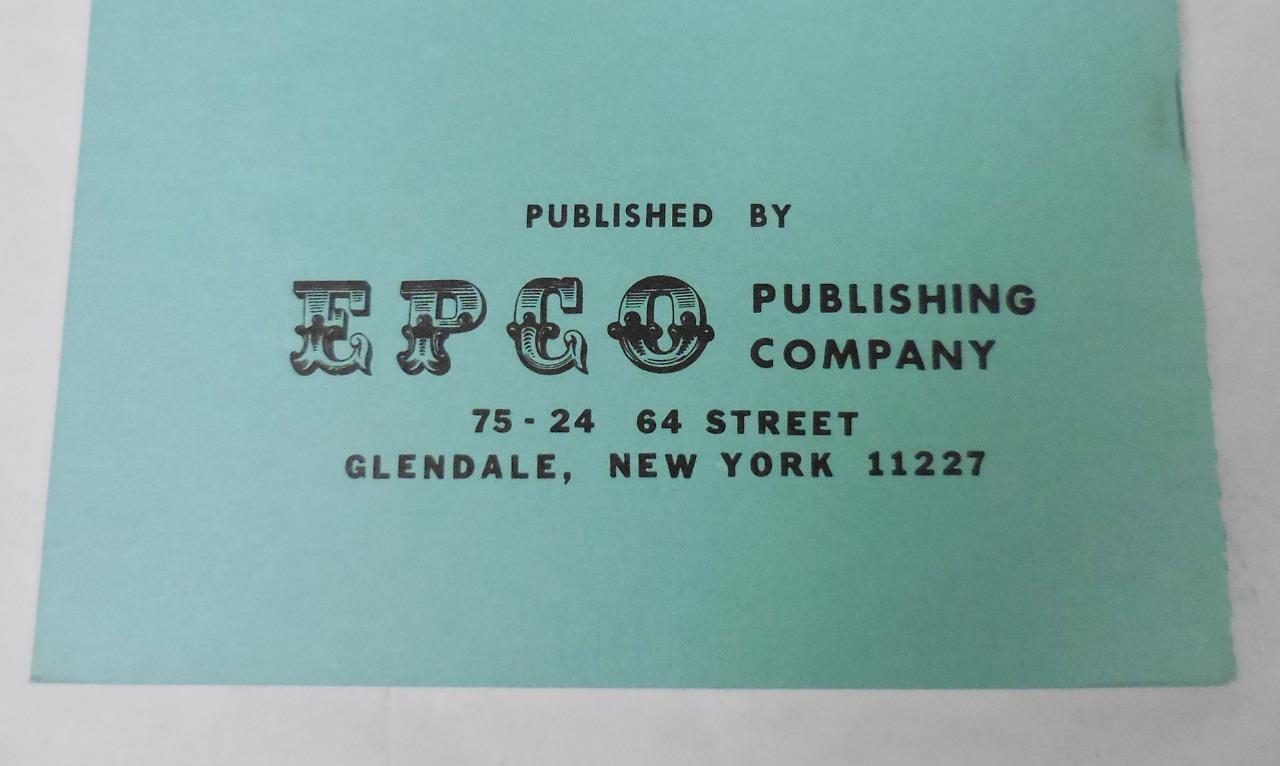 PUBLISHED BY
EPCO PUBLISHING
COMPANY
75-24 64 STREET
GLENDALE, NEW YORK 11227